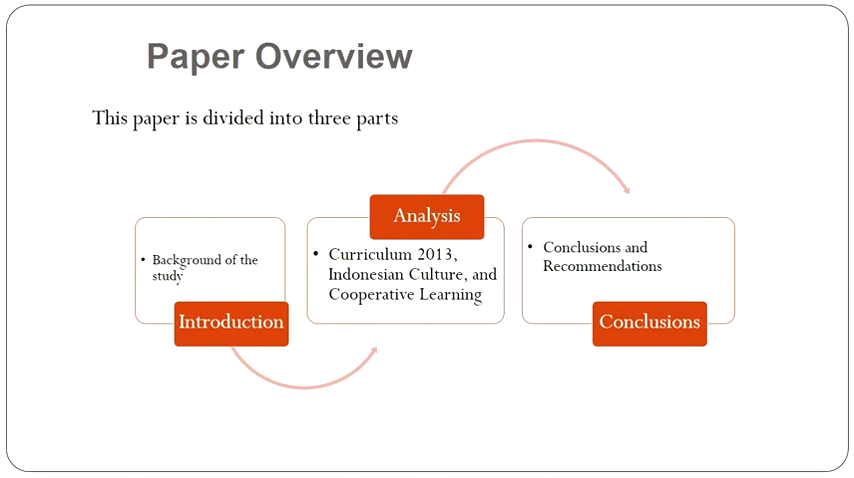 Paper Overview
This paper is divided into three parts
• Background of the
study
Introduction
Analysis
• Curriculum 2013,
Indonesian Culture, and
Cooperative Learning
• Conclusions and
Recommendations
Conclusions